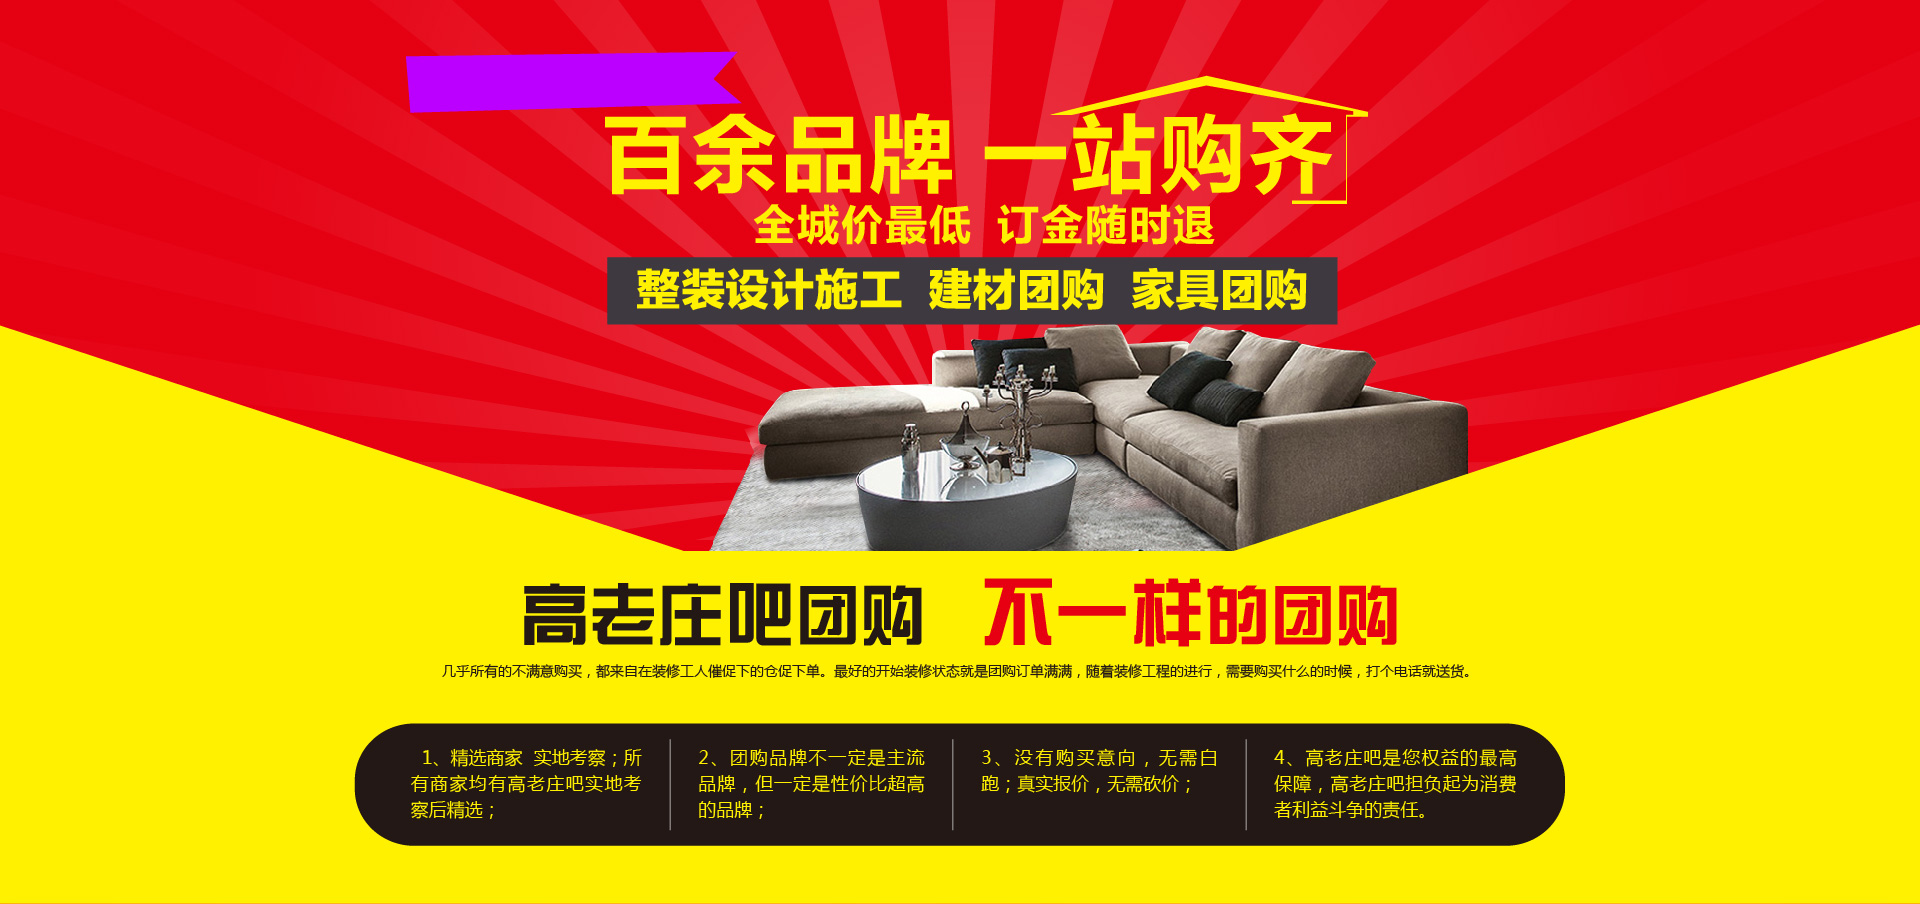 百余品牌 一站购齐
全城价最低 订金随时退
整装设计施工 建材团购 家具团购
高老庄吧团购 不一样的团购
几乎所有的不满意购买，都来自在装修工人催促下的仓促下单。最好的开始装修状态就是团购订单满满，随着装修工程的进行，需要购买什么的时候，打个电话就送货。
1、精选商家 实地考察；所
有商家均有高老庄吧实地考
察后精选；
2、团购品牌不一定是主流
品牌，但一定是性价比超高
的品牌；
3、没有购买意向，无需白
跑；真实报价，无需砍价；
4、高老庄吧是您权益的最高
保障，高老庄吧担负起为消费
者利益斗争的责任。